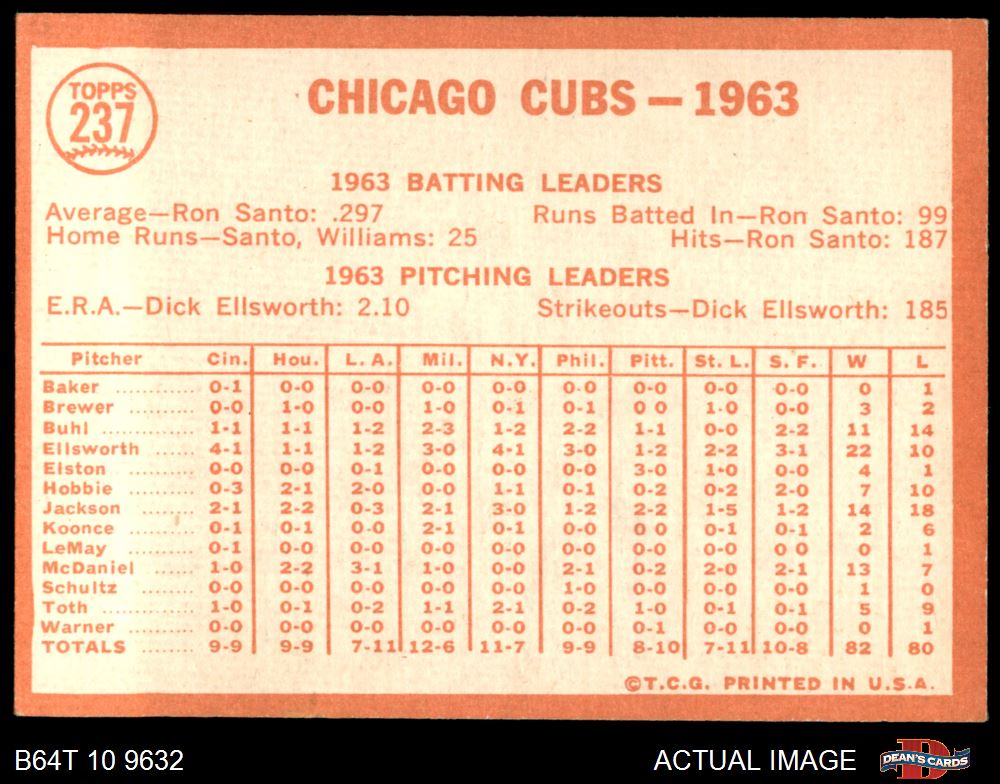 TOPPS
237
CHICAGO CUBS — 1963
1963 BATTING LEADERS
Average—Ron Santo: .297 Runs Batted In—Ron Santo: 99
Home Runs—Santo, Williams: 25 Hits—Ron Santo: 187
1963 PITCHING LEADERS
E.R.A.—Dick Ellsworth: 2.10 Strikeouts—Dick Ellsworth: 185
Pitcher Cin. Hou. L.A. Mil. N.Y. Phil. Pitt. St. L. S. F. W L
Baker .......... 0-1 0-0 0-0 0-0 0-0 0-0 0-0 0-0 0-0 0 1
Brewer ........ 0-0 1-0 0-0 1-0 0-1 0-1 0 0 1-0 0-0 3 2
Buhl ............ 1-1 1-1 1-2 2-3 1-2 2-2 1-1 0-0 2-2 11 14
Ellsworth ..... 4-1 1-1 1-2 3-0 4-1 3-0 1-2 2-2 3-1 22 10
Elston ......... 0-0 0-0 0-1 0-0 0-0 0-0 3-0 1-0 0-0 4 1
Hobbie ........ 0-3 2-1 2-0 0-0 1-1 0-1 0-2 0-2 2-0 7 10
Jackson ....... 2-1 2-2 0-3 2-1 3-0 1-2 2-2 1-5 1-2 14 18
Koonce ........ 0-1 0-1 0-0 2-1 0-1 0-0 0-0 0-1 0-1 2 6
LeMay ......... 0-1 0-0 0-0 0-0 0-0 0-0 0-0 0-0 0 0 0 1
McDaniel ...... 1-0 2-2 3-1 1-0 0-0 2-1 0-2 2-0 2-1 13 7
Schultz ........ 0-0 0-0 0-0 0-0 0-0 1-0 0-0 0-0 0-0 1 0
Toth ............ 1-0 0-1 0-2 1-1 2-1 0-2 1-0 0-1 0-1 5 9
Warner ........ 0-0 0-0 0-0 0-0 0-0 0-0 0-1 0-0 0-0 0 1
TOTALS ........ 9-9 9-9 7-11 12-6 11-7 9-9 8-10 7-11 10-8 82 80
©T.C.G. PRINTED IN U.S.A.
B64T 10 9632 ACTUAL IMAGE D DEAN'S CARDS